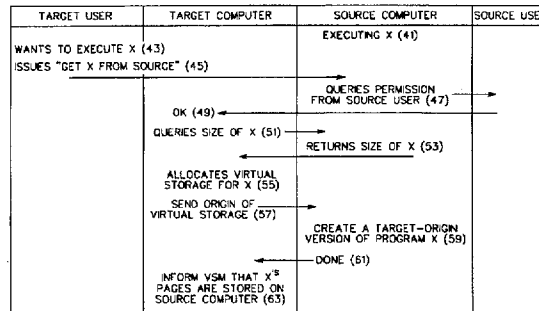 TARGET USER
TARGET COMPUTER
SOURCE COMPUTER
SOURCE USER
EXECUTING X (41)
WANTS TO EXECUTE X (43)
ISSUES "GET X FROM SOURCE" (45)
QUERIES PERMISSION
FROM SOURCE USER (47)
OK (49)
QUERIES SIZE OF X (51)
RETURNS SIZE OF X (53)
ALLOCATES VIRTUAL
STORAGE FOR X (55)
SEND ORIGIN OF
VIRTUAL STORAGE (57)
CREATE A TARGET-ORIGIN
VERSION OF PROGRAM X (59)
DONE (61)
INFORM VSM THAT X'S
PAGES ARE STORED ON
SOURCE COMPUTER (63)